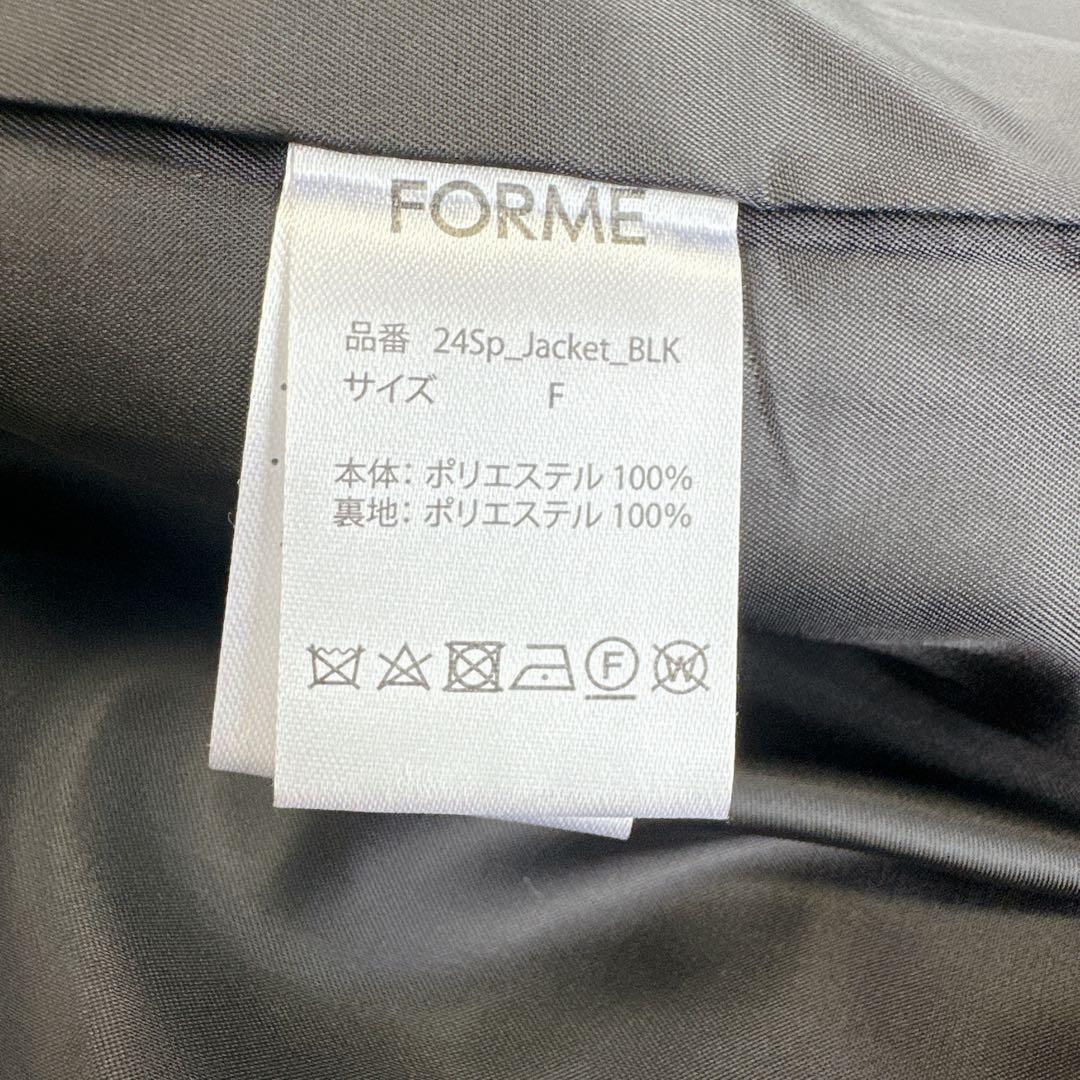 FORME
品番 24Sp_Jacket_BLK
サイズ F
本体: ポリエステル 100%
裏地: ポリエステル 100%
F W